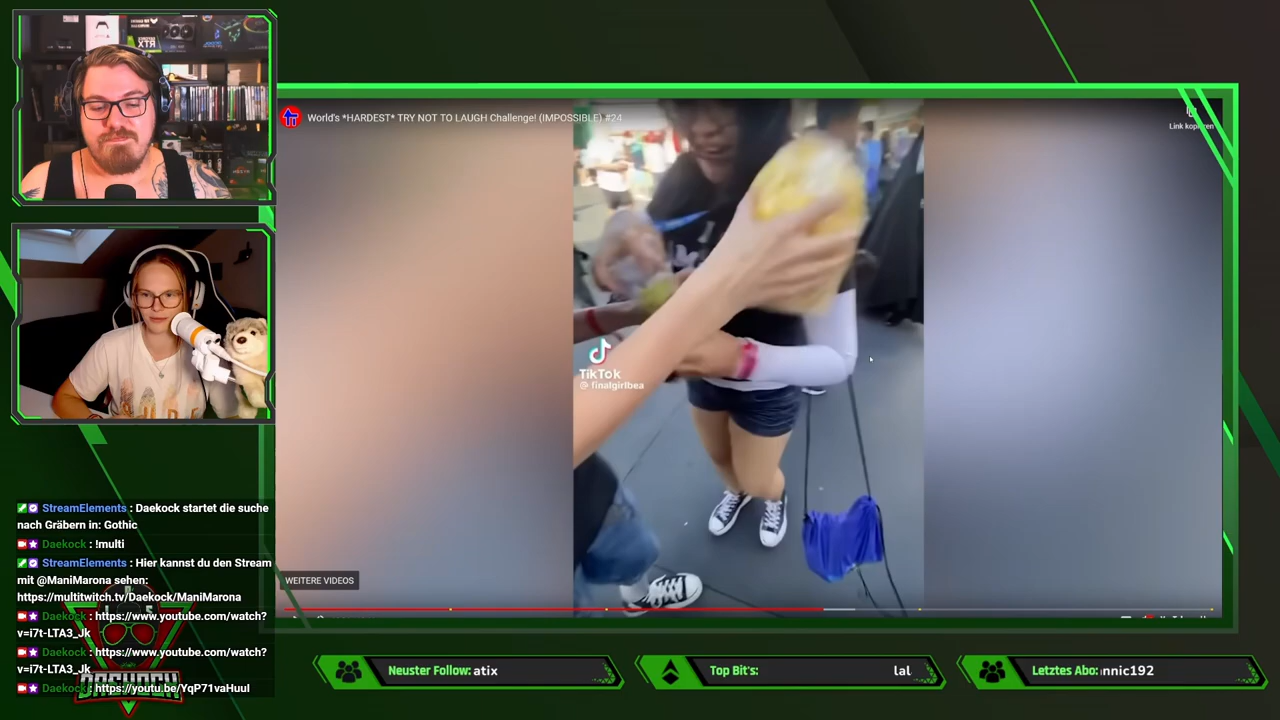 World's *HARDEST* TRY NOT TO LAUGH Challenge! (IMPOSSIBLE) #24
Link kopieren
TikTok
@ finalgirlbea
WEITERE VIDEOS
StreamElements : Daekock startet die suche
nach Gräbern in: Gothic
Daekock : !multi
StreamElements : Hier kannst du den Stream
mit @ManiMarona sehen:
https://multitwitch.tv/Daekock/ManiMarona
Daekock : https://www.youtube.com/watch?
v=i7t-LTA3_Jk
Daekock : https://www.youtube.com/watch?
v=i7t-LTA3_Jk
Daekock : https://youtu.be/YqP71vaHuuI
Neuster Follow: atix
Top Bit's: lal
Letztes Abo: nnic192